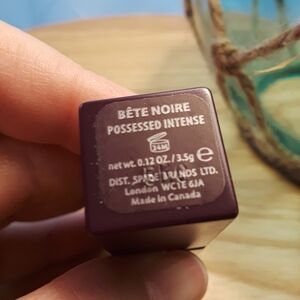 BÊTE NOIRE
POSSESSED INTENSE
24M
net wt. 0.12 OZ. / 3.5g e
DIST. SPADE BRANDS LTD.
London WC1E 6JA
Made in Canada